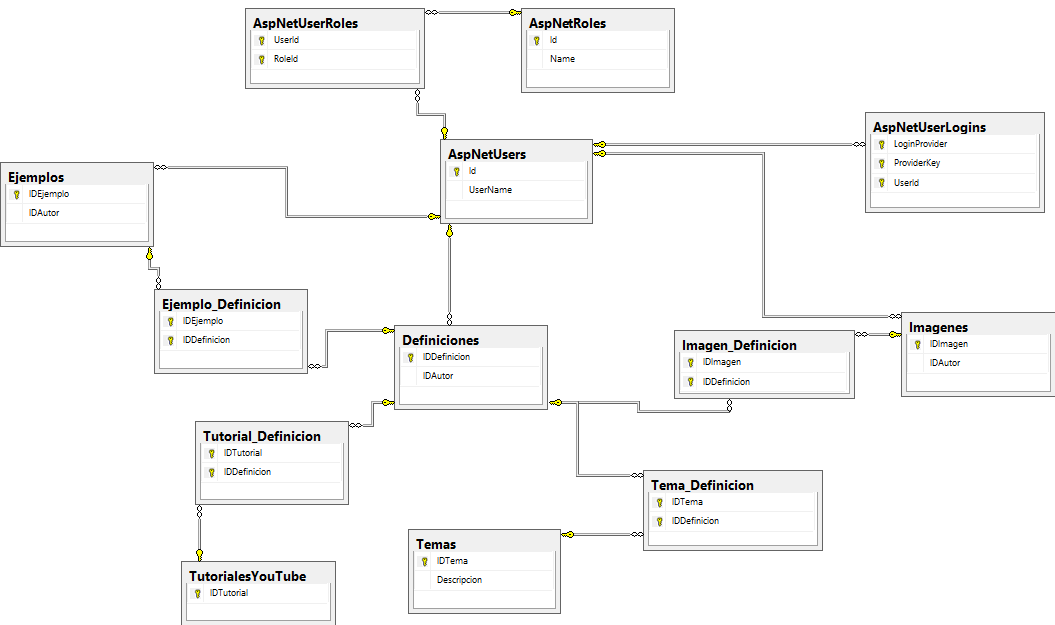 AspNetUserRoles
UserId
RoleId
AspNetRoles
Id
Name
AspNetUserLogins
LoginProvider
ProviderKey
UserId
AspNetUsers
Id
UserName
Ejemplos
IDEjemplo
IDAutor
Ejemplo_Definicion
IDEjemplo
IDDefinicion
Definiciones
IDDefinicion
IDAutor
Imagen_Definicion
IDImagen
IDDefinicion
Imagenes
IDImagen
IDAutor
Tutorial_Definicion
IDTutorial
IDDefinicion
Tema_Definicion
IDTema
IDDefinicion
Temas
IDTema
Descripcion
TutorialesYouTube
IDTutorial